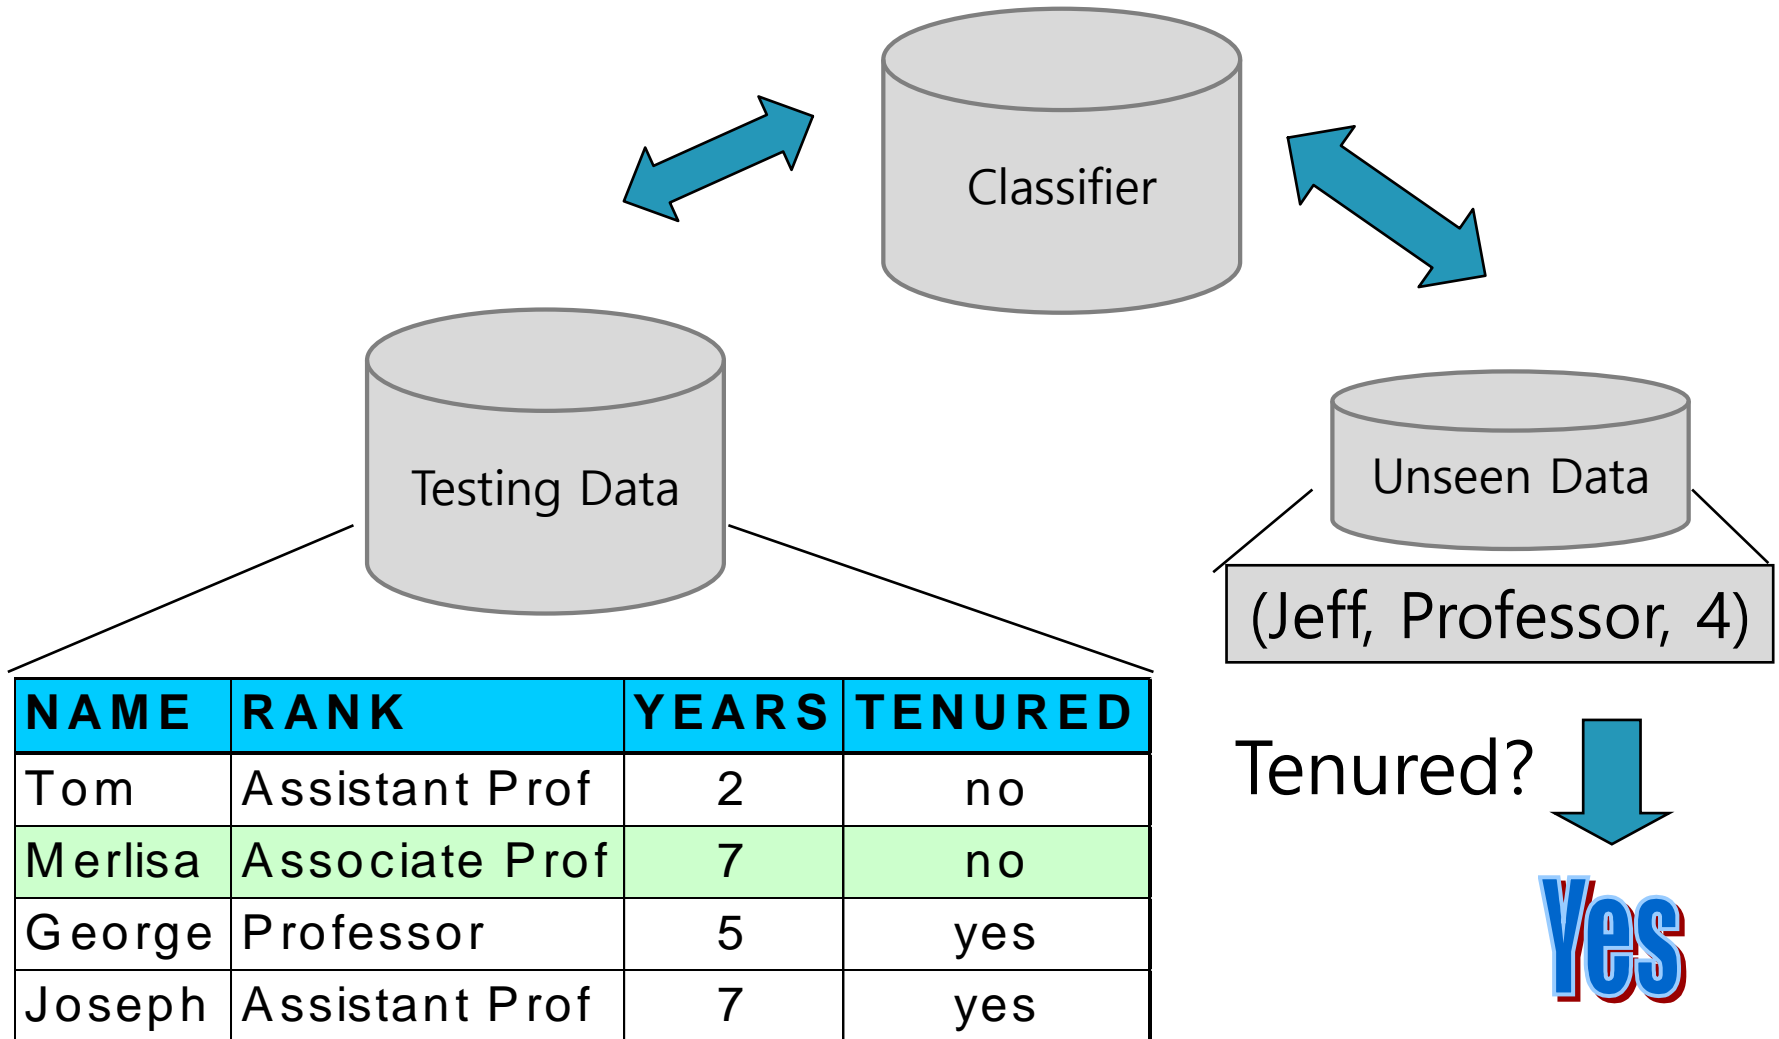 Classifier
Testing Data
Unseen Data
(Jeff, Professor, 4)
NAME RANK YEARS TENURED
Tom Assistant Prof 2 no
Merlisa Associate Prof 7 no
George Professor 5 yes
Joseph Assistant Prof 7 yes
Tenured?
Yes